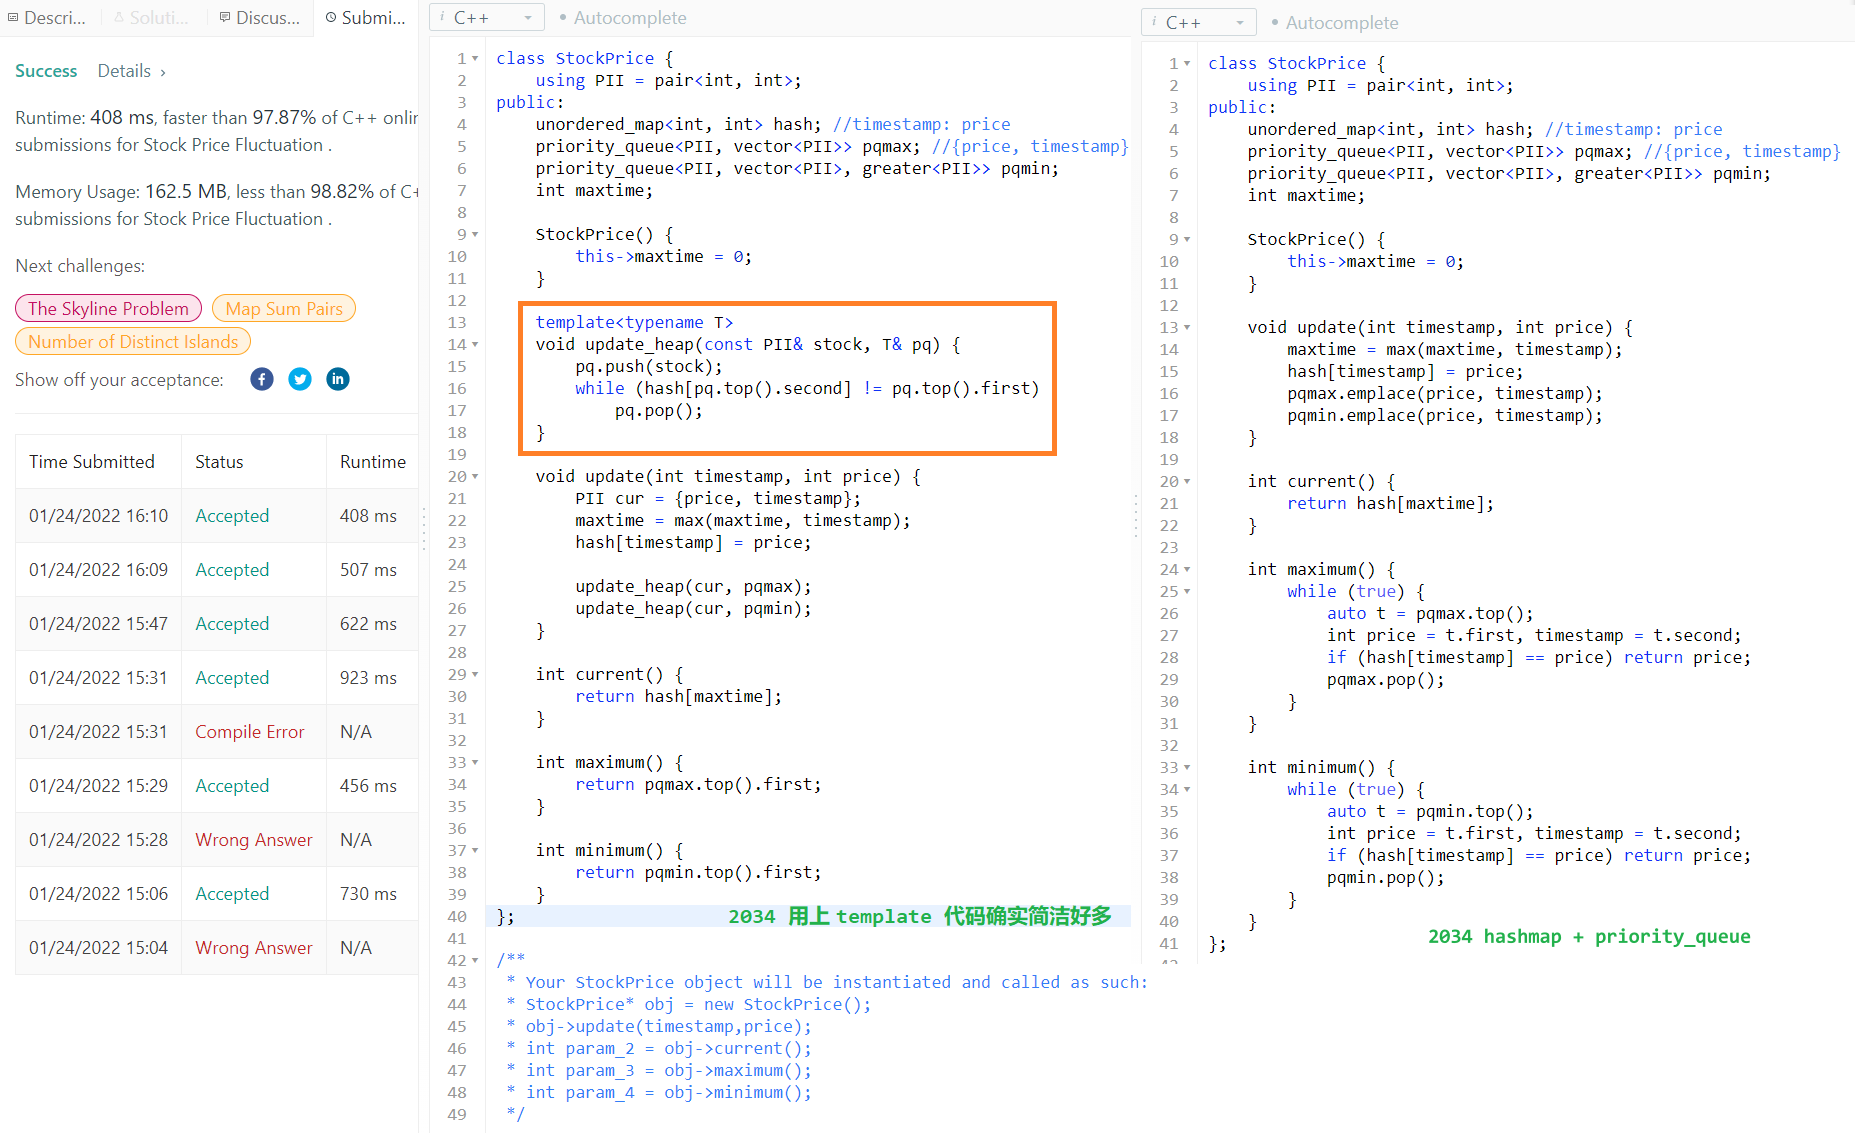 Descri...
Soluti...
Discus...
Submi...
Success
Details ›
Runtime: 408 ms, faster than 97.87% of C++ onlin
submissions for Stock Price Fluctuation .
Memory Usage: 162.5 MB, less than 98.82% of C+
submissions for Stock Price Fluctuation .
Next challenges:
The Skyline Problem
Map Sum Pairs
Number of Distinct Islands
Show off your acceptance:
Time Submitted Status Runtime
01/24/2022 16:10 Accepted 408 ms
01/24/2022 16:09 Accepted 507 ms
01/24/2022 15:47 Accepted 622 ms
01/24/2022 15:31 Accepted 923 ms
01/24/2022 15:31 Compile Error N/A
01/24/2022 15:29 Accepted 456 ms
01/24/2022 15:28 Wrong Answer N/A
01/24/2022 15:06 Accepted 730 ms
01/24/2022 15:04 Wrong Answer N/A
i C++ • Autocomplete
1 class StockPrice {
2     using PII = pair<int, int>;
3 public:
4     unordered_map<int, int> hash; //timestamp: price
5     priority_queue<PII, vector<PII>> pqmax; //{price, timestamp}
6     priority_queue<PII, vector<PII>, greater<PII>> pqmin;
7     int maxtime;
8
9     StockPrice() {
10         this->maxtime = 0;
11     }
12
13     template<typename T>
14     void update_heap(const PII& stock, T& pq) {
15         pq.push(stock);
16         while (hash[pq.top().second] != pq.top().first)
17             pq.pop();
18     }
19
20     void update(int timestamp, int price) {
21         PII cur = {price, timestamp};
22         maxtime = max(maxtime, timestamp);
23         hash[timestamp] = price;
24
25         update_heap(cur, pqmax);
26         update_heap(cur, pqmin);
27     }
28
29     int current() {
30         return hash[maxtime];
31     }
32
33     int maximum() {
34         return pqmax.top().first;
35     }
36
37     int minimum() {
38         return pqmin.top().first;
39     }
40 };
2034 用上 template 代码确实简洁好多
41
42 /**
43  * Your StockPrice object will be instantiated and called as such:
44  * StockPrice* obj = new StockPrice();
45  * obj->update(timestamp,price);
46  * int param_2 = obj->current();
47  * int param_3 = obj->maximum();
48  * int param_4 = obj->minimum();
49  */
i C++ • Autocomplete
1 class StockPrice {
2     using PII = pair<int, int>;
3 public:
4     unordered_map<int, int> hash; //timestamp: price
5     priority_queue<PII, vector<PII>> pqmax; //{price, timestamp}
6     priority_queue<PII, vector<PII>, greater<PII>> pqmin;
7     int maxtime;
8
9     StockPrice() {
10         this->maxtime = 0;
11     }
12
13     void update(int timestamp, int price) {
14         maxtime = max(maxtime, timestamp);
15         hash[timestamp] = price;
16         pqmax.emplace(price, timestamp);
17         pqmin.emplace(price, timestamp);
18     }
19
20     int current() {
21         return hash[maxtime];
22     }
23
24     int maximum() {
25         while (true) {
26             auto t = pqmax.top();
27             int price = t.first, timestamp = t.second;
28             if (hash[timestamp] == price) return price;
29             pqmax.pop();
30         }
31     }
32
33     int minimum() {
34         while (true) {
35             auto t = pqmin.top();
36             int price = t.first, timestamp = t.second;
37             if (hash[timestamp] == price) return price;
38             pqmin.pop();
39         }
40     }
41 };
2034 hashmap + priority_queue